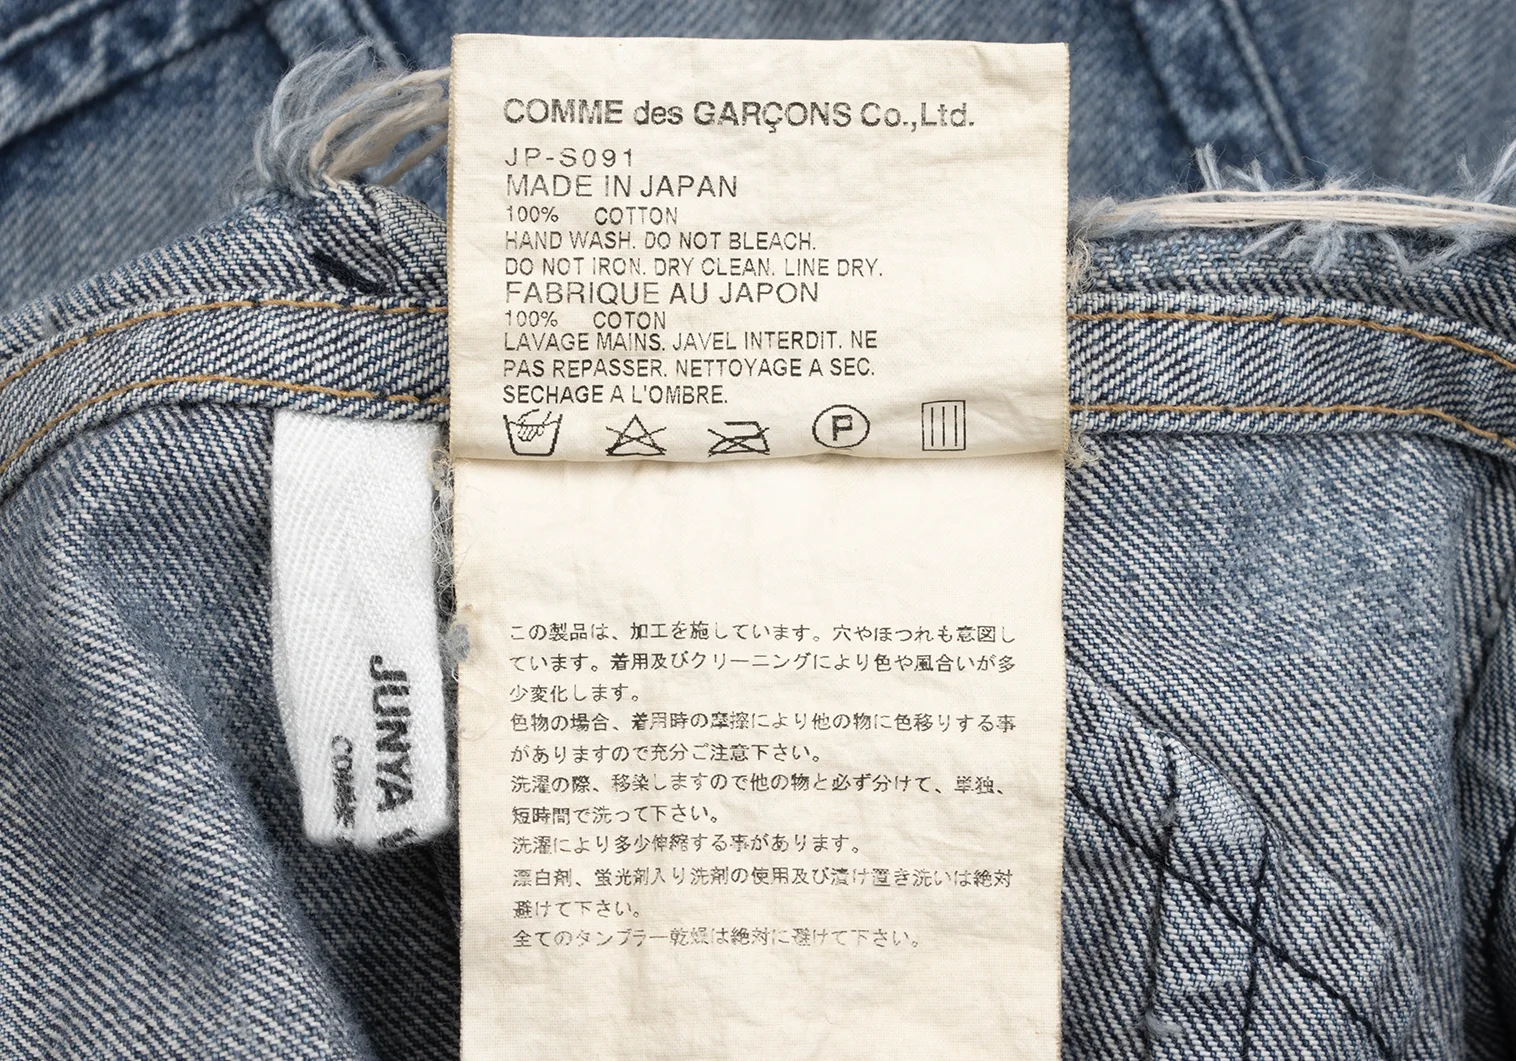 COMME des GARÇONS Co.,Ltd.
JP-S091
MADE IN JAPAN
100% COTTON
HAND WASH. DO NOT BLEACH.
DO NOT IRON. DRY CLEAN. LINE DRY.
FABRIQUE AU JAPON
100% COTON
LAVAGE MAINS. JAVEL INTERDIT. NE
PAS REPASSER. NETTOYAGE A SEC.
SECHAGE A L'OMBRE.
P
この製品は、加工を施しています。穴やほつれも意図し
ています。着用及びクリーニングにより色や風合いが多
少変化します。
色物の場合、着用時の摩擦により他の物に色移りする事
がありますので充分ご注意下さい。
洗濯の際、移染しますので他の物と必ず分けて、単独、
短時間で洗って下さい。
洗濯により多少伸縮する事があります。
漂白剤、蛍光剤入り洗剤の使用及び漬け置き洗いは絶対
避けて下さい。
全てのタンブラー乾燥は絶対に避けて下さい。
JUNYA